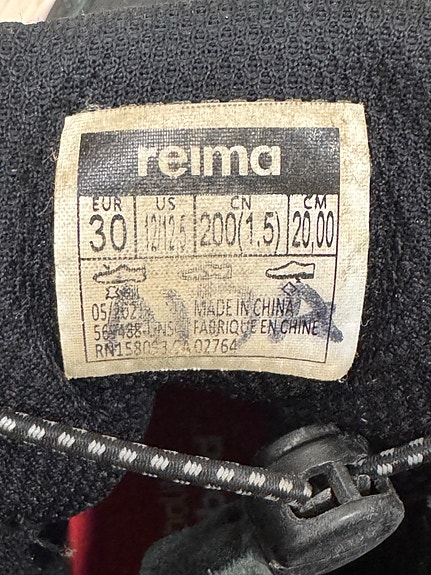 reima
EUR US CN CM
30 12/12,5 200(1.5) 20,00
MADE IN CHINA
FABRIQUE EN CHINE
02764